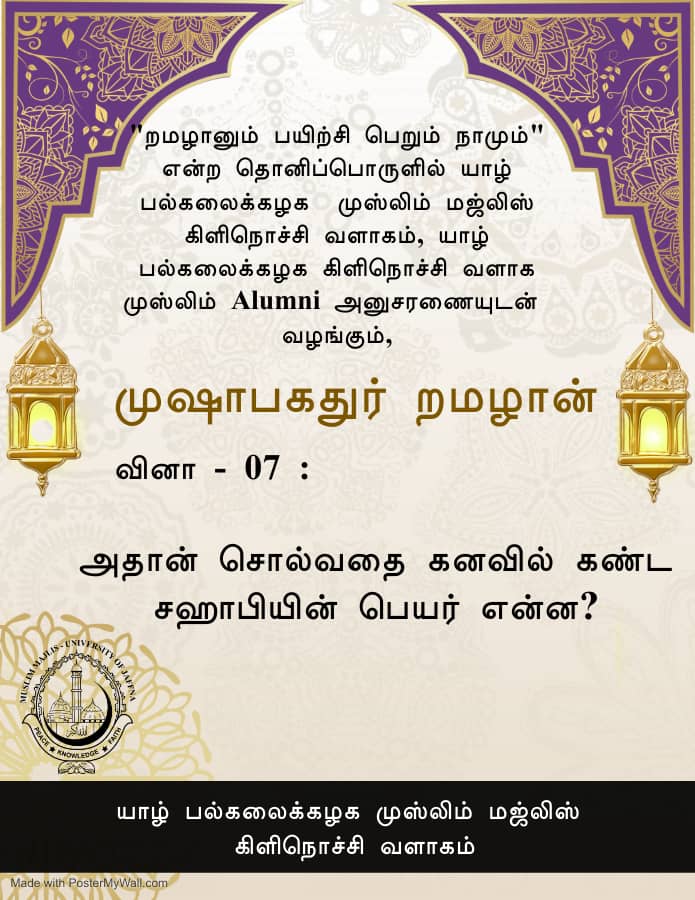 "றமழானும் பயிற்சி பெறும் நாமும்"
என்ற தொனிப்பொருளில் யாழ்
பல்கலைக்கழக முஸ்லிம் மஜ்லிஸ்
கிளிநொச்சி வளாகம், யாழ்
பல்கலைக்கழக கிளிநொச்சி வளாக
முஸ்லிம் Alumni அனுசரணையுடன்
வழங்கும்,
முஷாபகதுர் றமழான்
வினா - 07 :
அதான் சொல்வதை கனவில் கண்ட
சஹாபியின் பெயர் என்ன?
MUSLIM MAJLIS - UNIVERSITY OF JAFFNA
الله اكبر
PEACE ★ KNOWLEDGE ★ FAITH
யாழ் பல்கலைக்கழக முஸ்லிம் மஜ்லிஸ்
கிளிநொச்சி வளாகம்
Made with PosterMyWall.com